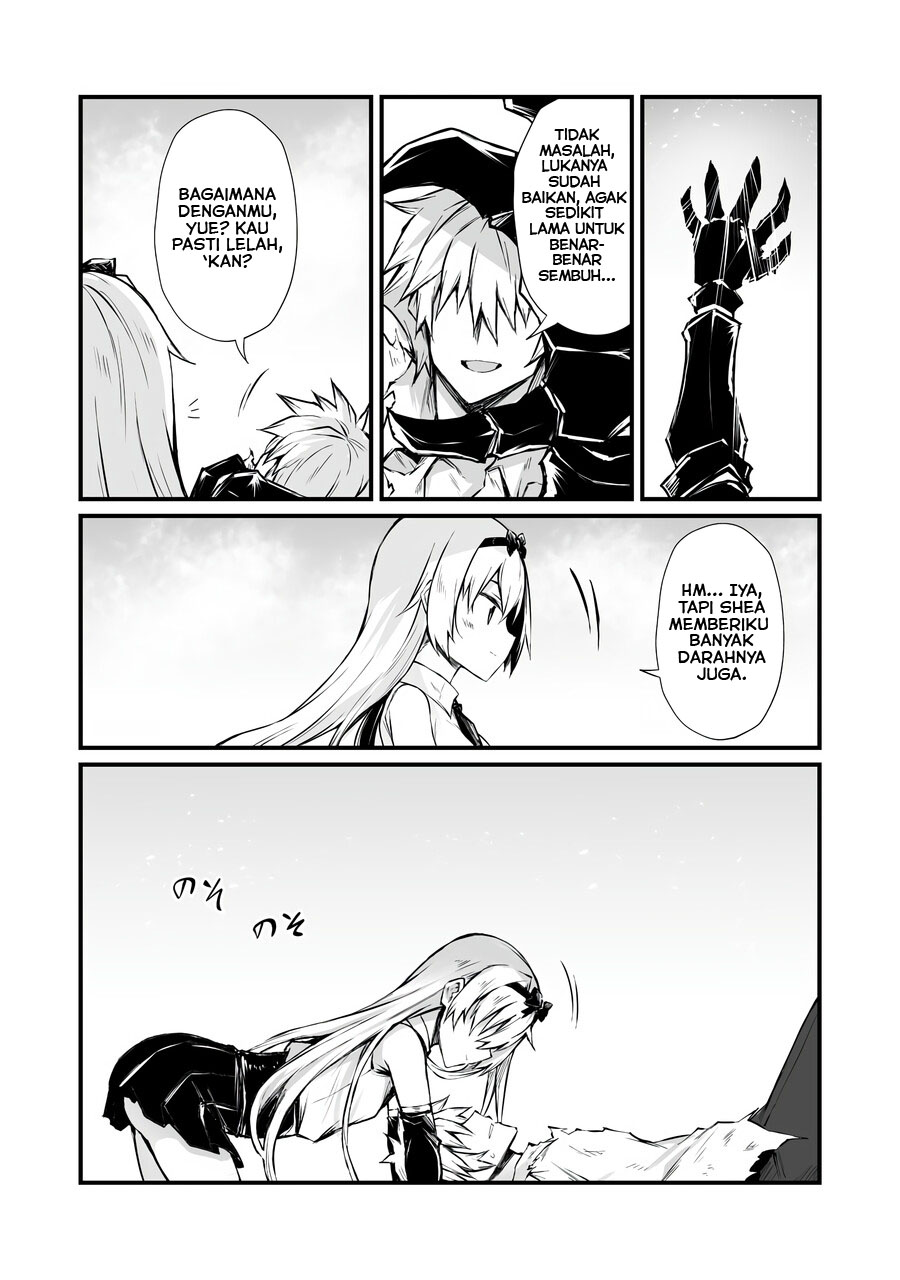 TIDAK
MASALAH,
LUKANYA
SUDAH
BAIKAN, AGAK
SEDIKIT
LAMA UNTUK
BENAR-
BENAR
SEMBUH...
BAGAIMANA
DENGANMU,
YUE? KAU
PASTI LELAH,
‘KAN?
HM... IYA,
TAPI SHEA
MEMBERIKU
BANYAK
DARAHNYA
JUGA.
のそ
のそ